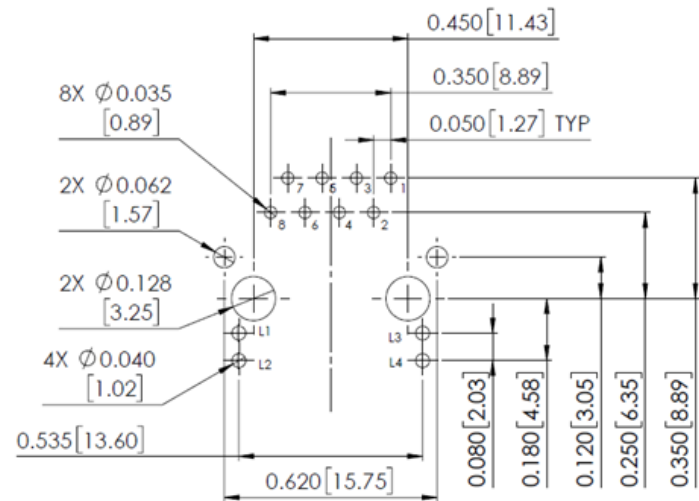 0.450[11.43]
0.350[8.89]
0.050[1.27] TYP
8X Ø0.035
[0.89]
2X Ø0.062
[1.57]
2X Ø0.128
[3.25]
4X Ø0.040
[1.02]
7 5 3 1
8 6 4 2
L1 L3
L2 L4
0.535[13.60]
0.620[15.75]
0.080[2.03]
0.180[4.58]
0.120[3.05]
0.250[6.35]
0.350[8.89]